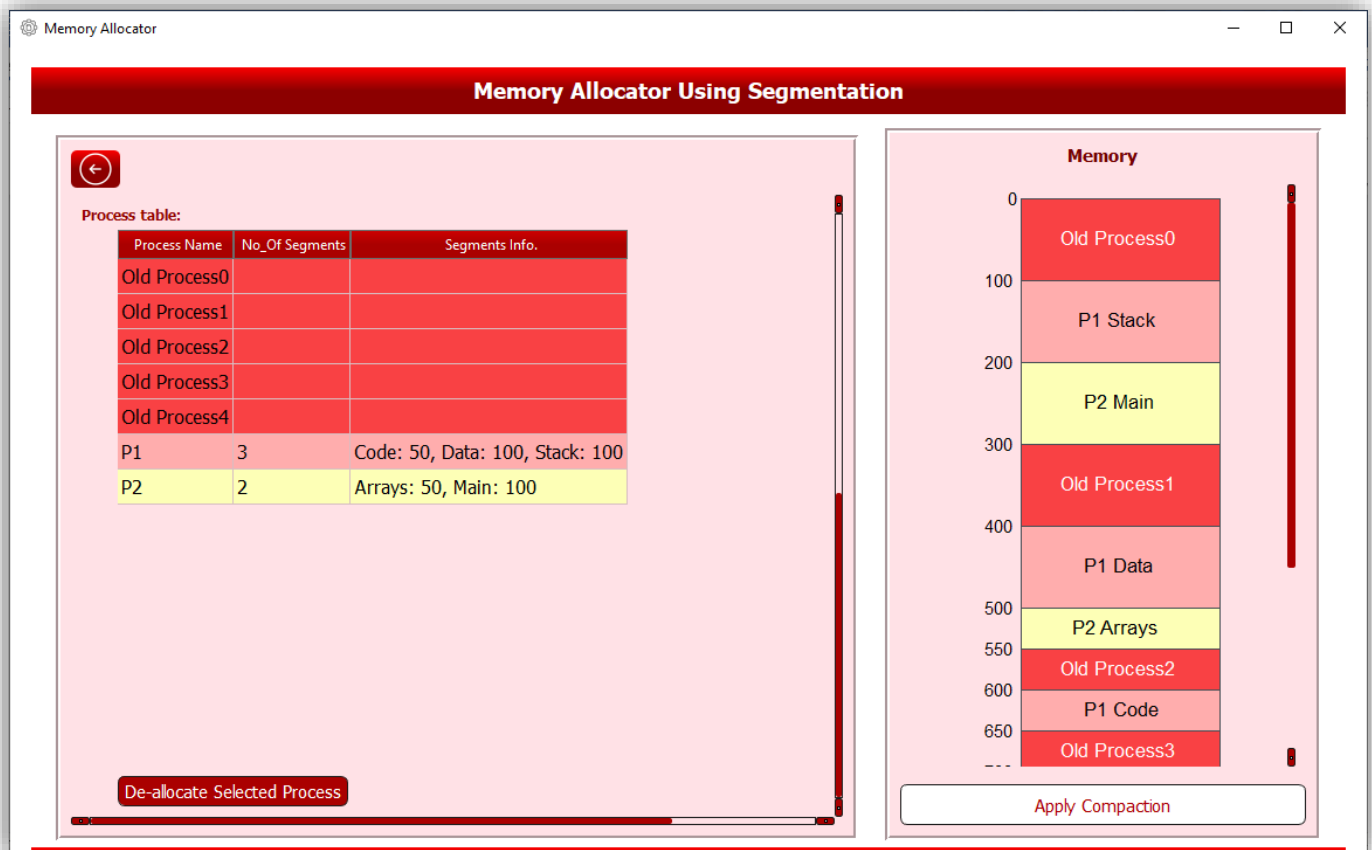 Memory Allocator
Memory Allocator Using Segmentation
Process table:
Process Name No_Of Segments Segments Info.
Old Process0
Old Process1
Old Process2
Old Process3
Old Process4
P1 3 Code: 50, Data: 100, Stack: 100
P2 2 Arrays: 50, Main: 100
De-allocate Selected Process
Memory
0
Old Process0
100
P1 Stack
200
P2 Main
300
Old Process1
400
P1 Data
500
P2 Arrays
550
Old Process2
600
P1 Code
650
Old Process3
Apply Compaction